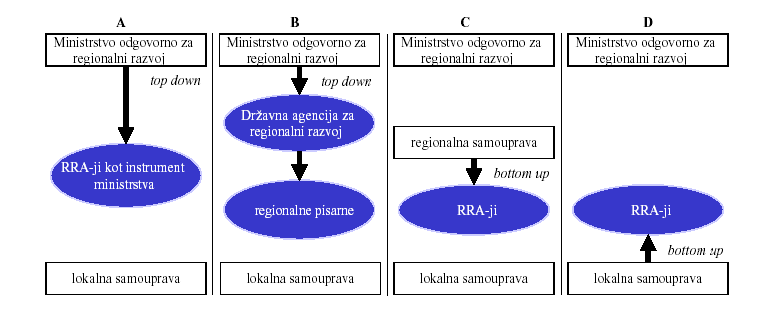 A
Ministrstvo odgovorno za
regionalni razvoj
top down
RRA-ji kot instrument
ministrstva
lokalna samouprava
B
Ministrstvo odgovorno za
regionalni razvoj
top down
Državna agencija za
regionalni razvoj
regionalne pisarne
lokalna samouprava
C
Ministrstvo odgovorno za
regionalni razvoj
regionalna samouprava
bottom up
RRA-ji
lokalna samouprava
D
Ministrstvo odgovorno za
regionalni razvoj
RRA-ji
bottom up
lokalna samouprava